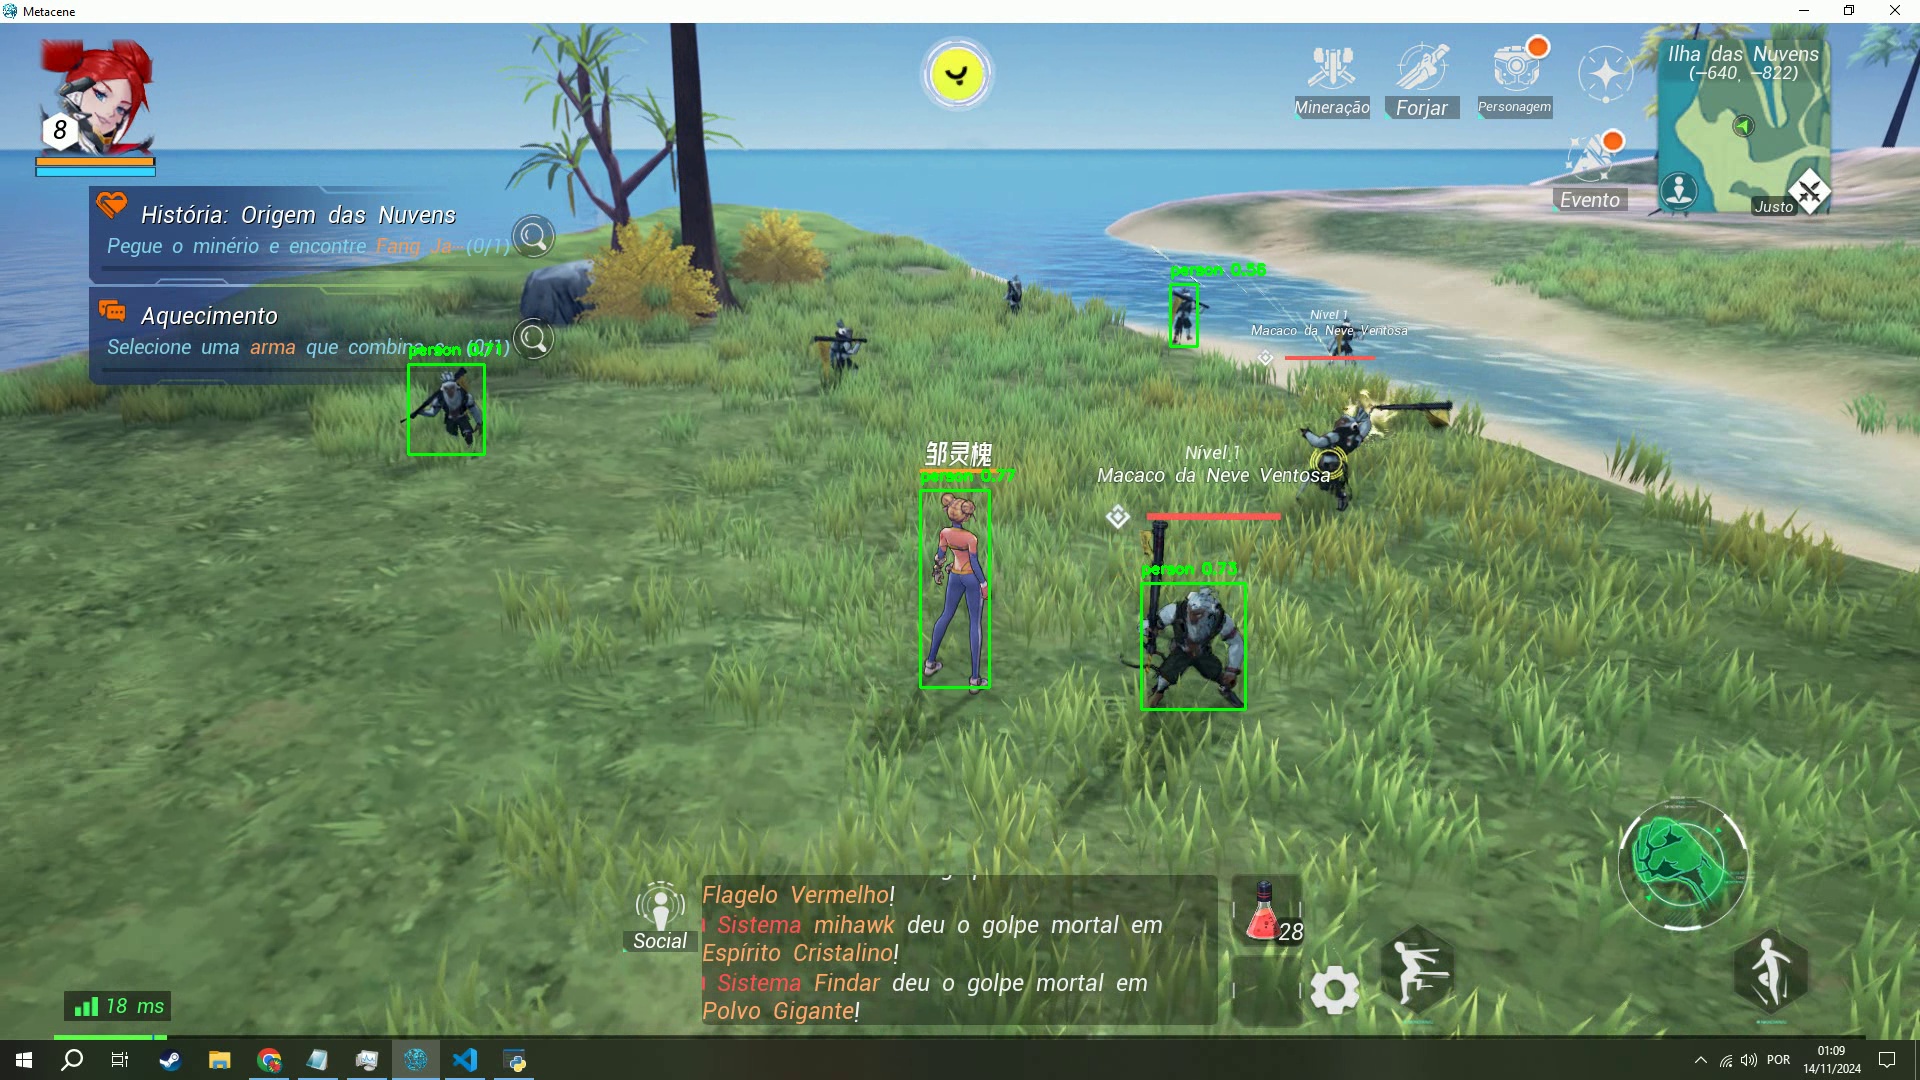 Metacene
8
História: Origem das Nuvens
Pegue o minério e encontre Fang Ja (0/1)
Aquecimento
Selecione uma arma que combine (0/1)
person 0.71
Mineração
Forjar
Personagem
Evento
Ilha das Nuvens
(-640, -822)
Justo
person 0.58
Nível 1
Macaco da Neve Ventosa
邹灵槐
person 0.77
Nível 1
Macaco da Neve Ventosa
person 0.73
Social
Flagelo Vermelho!
Sistema mihawk deu o golpe mortal em
Espírito Cristalino!
Sistema Findar deu o golpe mortal em
Polvo Gigante!
28
18 ms
POR
01:09
14/11/2024